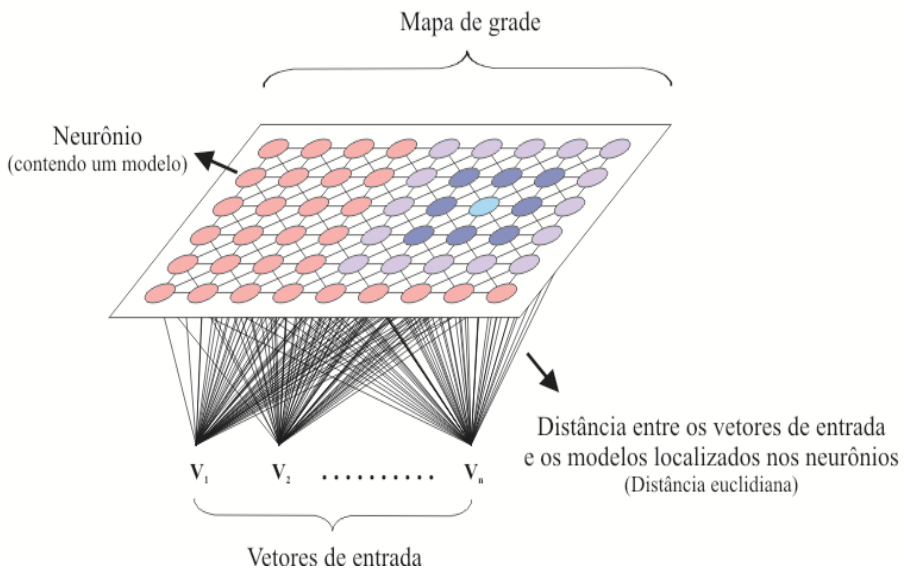 Mapa de grade
Neurônio
(contendo um modelo)
Distância entre os vetores de entrada
e os modelos localizados nos neurônios
(Distância euclidiana)
V₁ V₂ .......... Vₙ
Vetores de entrada